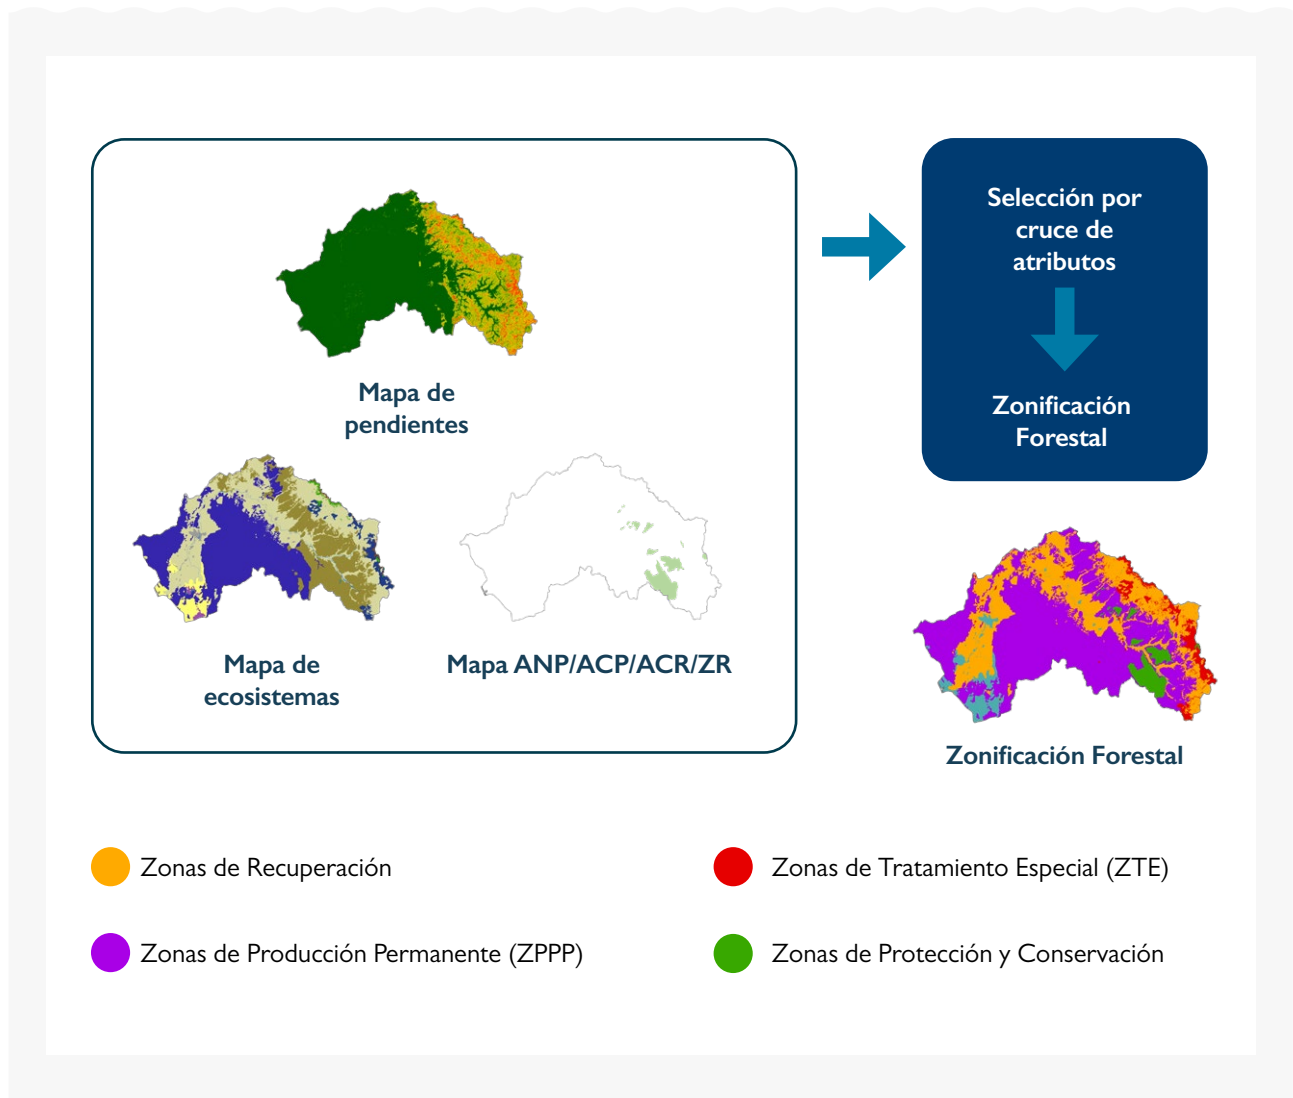 Mapa de
pendientes
Mapa de
ecosistemas
Mapa ANP/ACP/ACR/ZR
Selección por
cruce de
atributos
Zonificación
Forestal
Zonificación Forestal
Zonas de Recuperación
Zonas de Tratamiento Especial (ZTE)
Zonas de Producción Permanente (ZPPP)
Zonas de Protección y Conservación